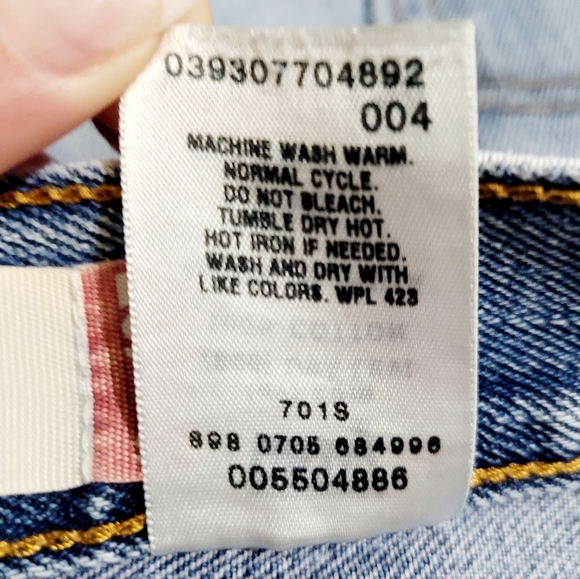 039307704892
004
MACHINE WASH WARM.
NORMAL CYCLE.
DO NOT BLEACH.
TUMBLE DRY HOT.
HOT IRON IF NEEDED.
WASH AND DRY WITH
LIKE COLORS. WPL 423
701S
898 0705 684996
005504886